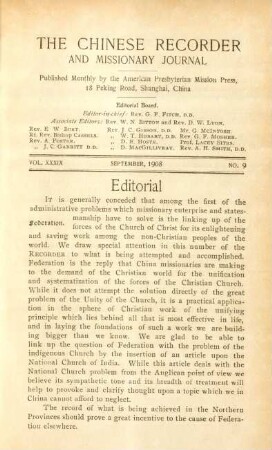 THE CHINESE RECORDER
AND MISSIONARY JOURNAL
Published Monthly by the American Presbyterian Mission Press,
18 Peking Road, Shanghai, China
Editorial Board.
Editor-in-chief: REV. G. F. FITCH, D.D.
Associate Editors: REV. W. N. BITTON and REV. D. W. LYON.
REV. E. W. BURT. REV. J. C. GIBSON, D.D. MR. G. MCINTOSH.
RT. REV. BISHOP CASSELS. „ W. T. HOBART, D.D. REV. G. F. MOSHER.
REV. A. FOSTER. „ D. E. HOSTE. PROF. LACEY SITES.
„ J. C. GARRITT D.D. „ D. MACGILLIVRAY. REV. A. H. SMITH, D.D.
VOL. XXXIX SEPTEMBER, 1908 NO. 9
Editorial
IT is generally conceded that among the first of the
administrative problems which missionary enterprise and states-
manship have to solve is the linking up of the
Federation. forces of the Church of Christ for its enlightening
and saving work among the non-Christian peoples of the
world. We draw special attention in this number of the
RECORDER to what is being attempted and accomplished.
Federation is the reply that China missionaries are making
to the demand of the Christian world for the unification
and systematization of the forces of the Christian Church.
While it does not attempt the solution directly of the great
problem of the Unity of the Church, it is a practical applica-
tion in the sphere of Christian work of the unifying
principle which lies behind all that is most effective in life,
and in laying the foundations of such a work we are build-
ing bigger than we know. We are glad to be able to
link up the question of Federation with the problem of the
indigenous Church by the insertion of an article upon the
National Church of India. While this article deals with the
National Church problem from the Anglican point of view we
believe its sympathetic tone and its breadth of treatment will
help to provoke and clarify thought upon a topic which we in
China cannot afford to neglect.
The record of what is being achieved in the Northern
Provinces should prove a great incentive to the cause of Feder-
ation elsewhere.